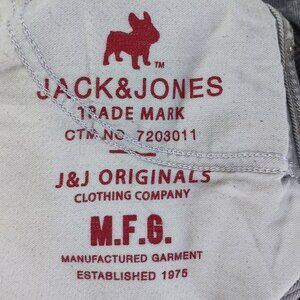 TM
JACK&JONES
TRADE MARK
CTM NO. 7203011
J&J ORIGINALS
CLOTHING COMPANY
M.F.G.
MANUFACTURED GARMENT
ESTABLISHED 1975